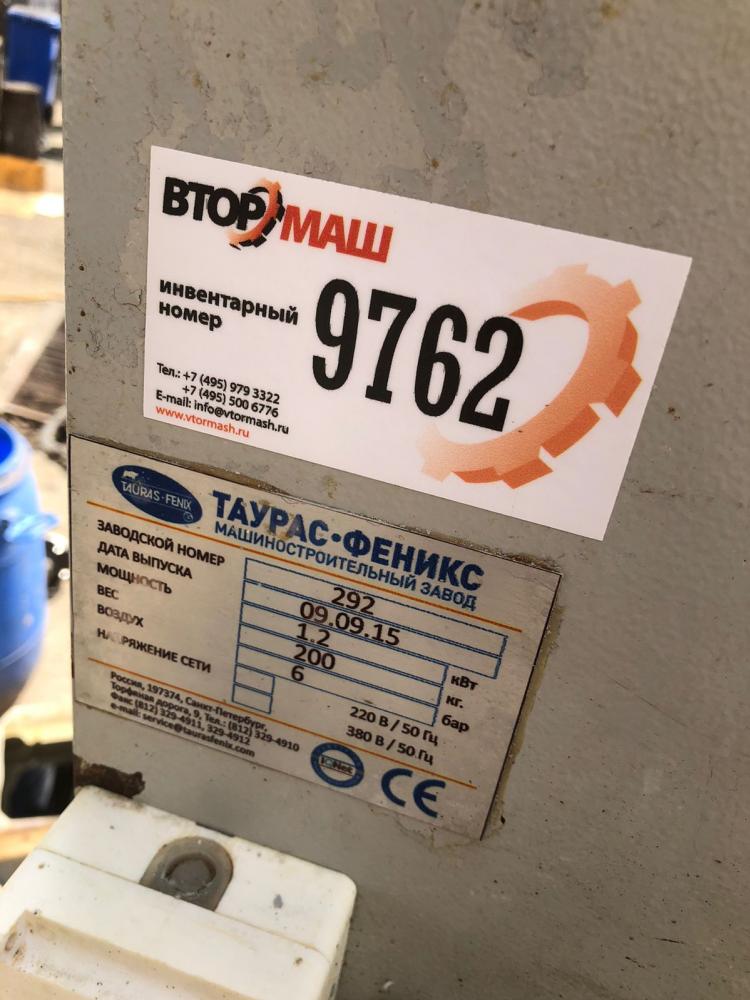 ВТОР МАШ
инвентарный
номер
9762
Тел.: +7 (495) 979 3322
+7 (495) 500 6776
E-mail: info@vtormash.ru
www.vtormash.ru
TAURAS-FENIX
ТАУРАС•ФЕНИКС
МАШИНОСТРОИТЕЛЬНЫЙ ЗАВОД
ЗАВОДСКОЙ НОМЕР 292
ДАТА ВЫПУСКА 09.09.15
МОЩНОСТЬ 1.2 кВт
ВЕС 200 кг.
ВОЗДУХ 6 бар
НАПРЯЖЕНИЕ СЕТИ 220 В / 50 Гц
380 В / 50 Гц
Россия, 197374, Санкт-Петербург,
Торфяная дорога, 9, Тел.: (812) 329-4910
Факс (812) 329-4911, 329-4912
e-mail: service@taurasfenix.com
IQNet
CE